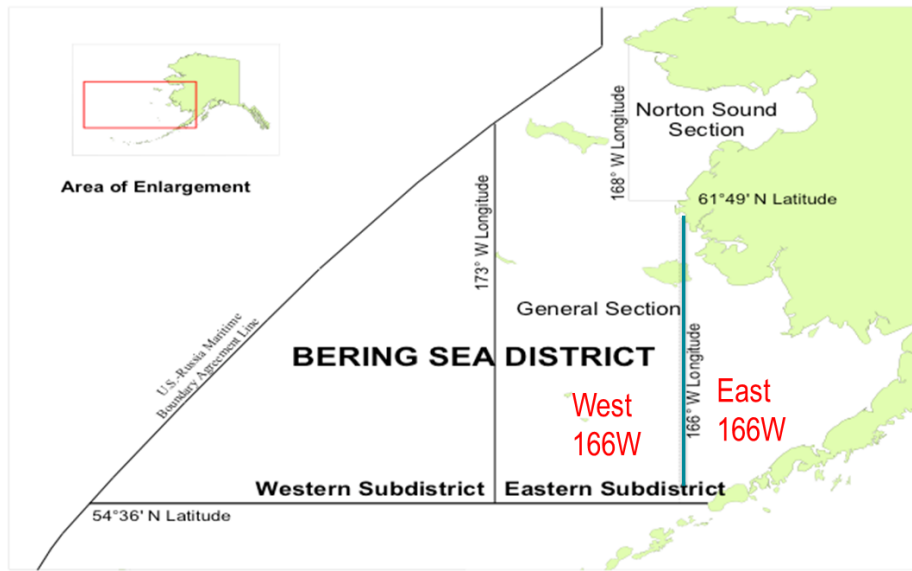 Area of Enlargement
Norton Sound
Section
168° W Longitude
61°49' N Latitude
173° W Longitude
General Section
U.S.-Russia Maritime
Boundary Agreement Line
BERING SEA DISTRICT
166° W Longitude
West
166W
East
166W
Western Subdistrict
Eastern Subdistrict
54°36' N Latitude